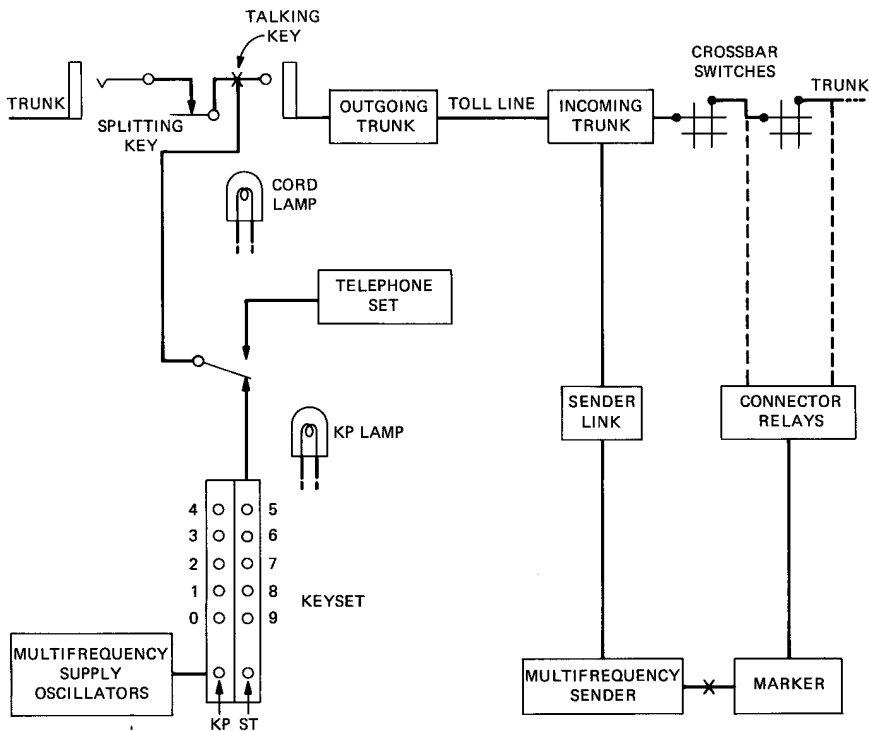 TALKING
KEY
TRUNK
SPLITTING
KEY
OUTGOING
TRUNK
TOLL LINE
INCOMING
TRUNK
CROSSBAR
SWITCHES
TRUNK
CORD
LAMP
TELEPHONE
SET
KP LAMP
SENDER
LINK
CONNECTOR
RELAYS
4 5
3 6
2 7
1 8
0 9
KEYSET
MULTIFREQUENCY
SUPPLY
OSCILLATORS
KP ST
MULTIFREQUENCY
SENDER
MARKER